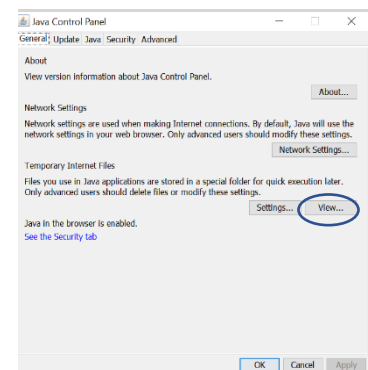 Java Control Panel
General Update Java Security Advanced
About
View version information about Java Control Panel.
About...
Network Settings
Network settings are used when making Internet connections. By default, Java will use the
network settings in your web browser. Only advanced users should modify these settings.
Network Settings...
Temporary Internet Files
Files you use in Java applications are stored in a special folder for quick execution later.
Only advanced users should delete files or modify these settings.
Settings... View...
Java in the browser is enabled.
See the Security tab
OK Cancel Apply